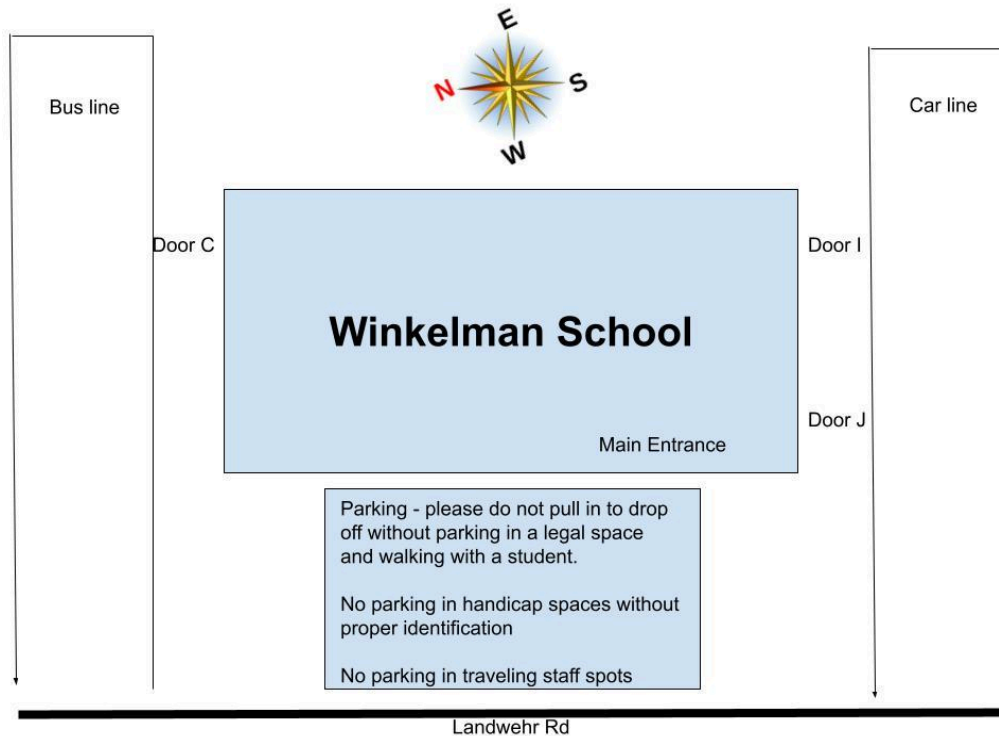 E
N
S
W
Bus line
Car line
Door C
Door I
Winkelman School
Door J
Main Entrance
Parking - please do not pull in to drop
off without parking in a legal space
and walking with a student.
No parking in handicap spaces without
proper identification
No parking in traveling staff spots
Landwehr Rd